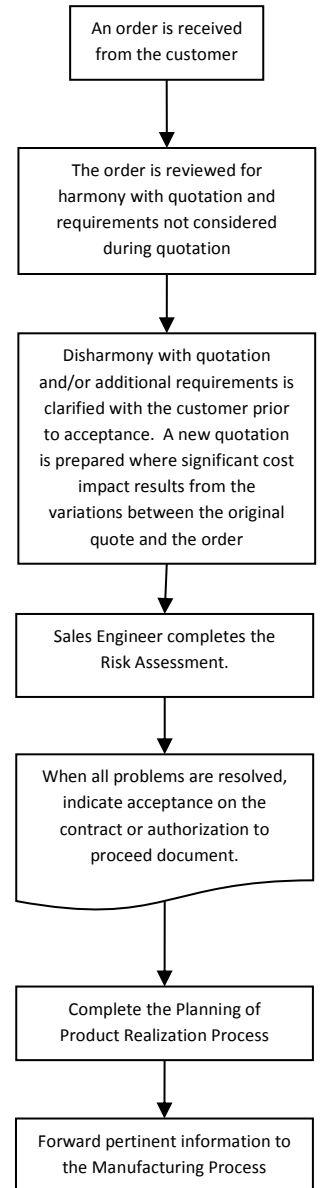 An order is received
from the customer
The order is reviewed for
harmony with quotation and
requirements not considered
during quotation
Disharmony with quotation
and/or additional requirements is
clarified with the customer prior
to acceptance.  A new quotation
is prepared where significant cost
impact results from the
variations between the original
quote and the order
Sales Engineer completes the
Risk Assessment.
When all problems are resolved,
indicate acceptance on the
contract or authorization to
proceed document.
Complete the Planning of
Product Realization Process
Forward pertinent information to
the Manufacturing Process